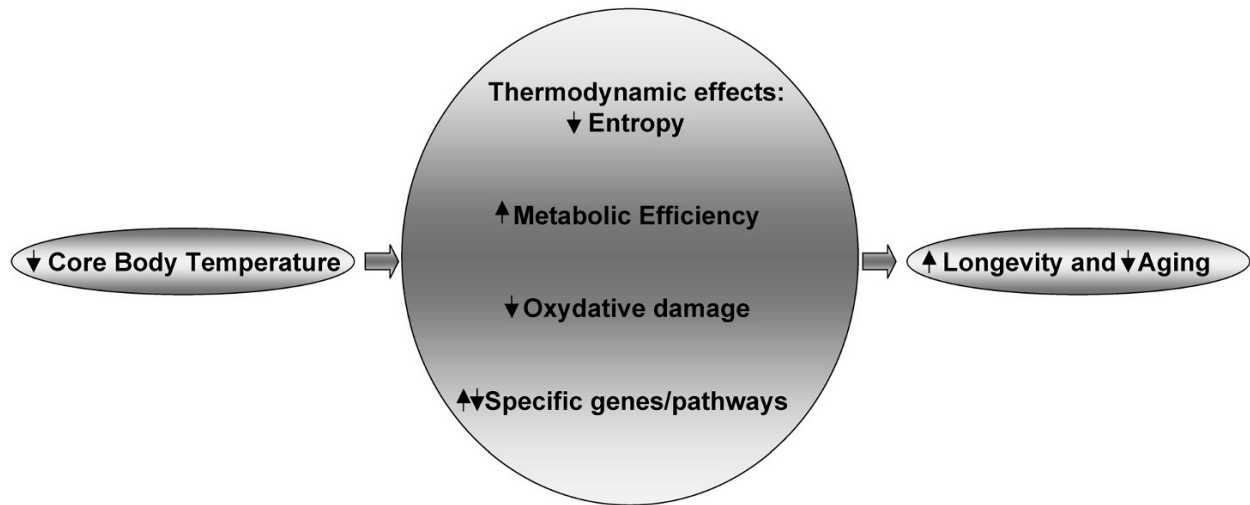 Thermodynamic effects:
↓ Entropy
↑ Metabolic Efficiency
↓ Core Body Temperature
↑ Longevity and ↓ Aging
↓ Oxydative damage
↑↓ Specific genes/pathways